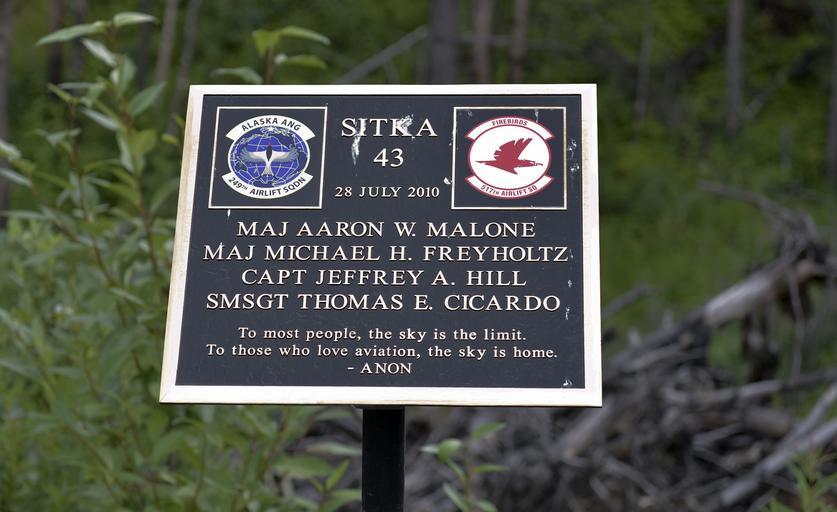 ALASKA ANG
249TH AIRLIFT SQDN
SITKA
43
28 JULY 2010
FIREBIRDS
517TH AIRLIFT SQ
MAJ AARON W. MALONE
MAJ MICHAEL H. FREYHOLTZ
CAPT JEFFREY A. HILL
SMSGT THOMAS E. CICARDO
To most people, the sky is the limit.
To those who love aviation, the sky is home.
- ANON